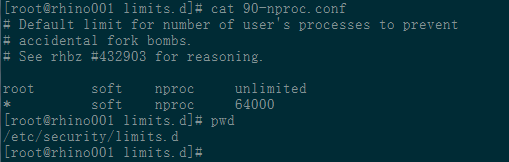 [root@rhino001 limits.d]# cat 90-nproc.conf
# Default limit for number of user's processes to prevent
# accidental fork bombs.
# See rhbz #432903 for reasoning.
root soft nproc unlimited
* soft nproc 64000
[root@rhino001 limits.d]# pwd
/etc/security/limits.d
[root@rhino001 limits.d]#